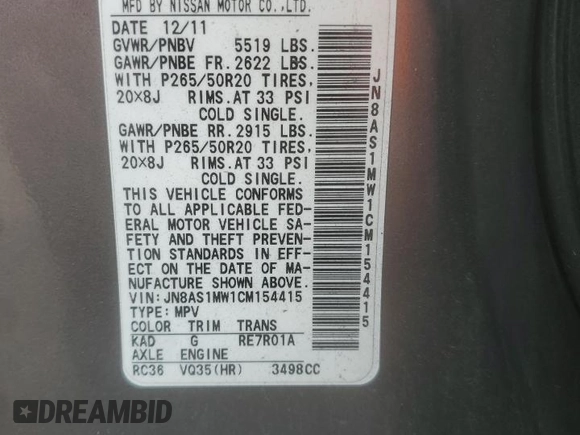 MFD BY NISSAN MOTOR CO.,LTD.
DATE 12/11
GVWR/PNBV 5519 LBS.
GAWR/PNBE FR. 2622 LBS.
WITH P265/50R20 TIRES,
20X8J RIMS. AT 33 PSI
COLD SINGLE.
GAWR/PNBE RR. 2915 LBS.
WITH P265/50R20 TIRES,
20X8J RIMS. AT 33 PSI
COLD SINGLE.
THIS VEHICLE CONFORMS
TO ALL APPLICABLE FED-
ERAL MOTOR VEHICLE SA-
FETY AND THEFT PREVEN-
TION STANDARDS IN EFF-
ECT ON THE DATE OF MA-
NUFACTURE SHOWN ABOVE.
VIN: JN8AS1MW1CM154415
TYPE: MPV
COLOR TRIM TRANS
KAD G RE7R01A
AXLE ENGINE
RC36 VQ35(HR) 3498CC
JN8AS1MW1CM154415
DREAMBID